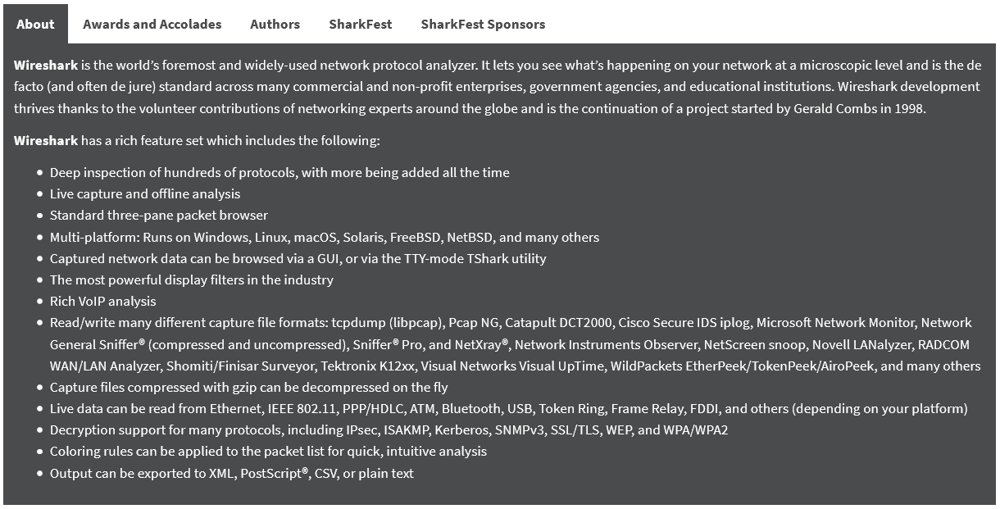 About Awards and Accolades Authors SharkFest SharkFest Sponsors
Wireshark is the world’s foremost and widely-used network protocol analyzer. It lets you see what’s happening on your network at a microscopic level and is the de
facto (and often de jure) standard across many commercial and non-profit enterprises, government agencies, and educational institutions. Wireshark development
thrives thanks to the volunteer contributions of networking experts around the globe and is the continuation of a project started by Gerald Combs in 1998.
Wireshark has a rich feature set which includes the following:
• Deep inspection of hundreds of protocols, with more being added all the time
• Live capture and offline analysis
• Standard three-pane packet browser
• Multi-platform: Runs on Windows, Linux, macOS, Solaris, FreeBSD, NetBSD, and many others
• Captured network data can be browsed via a GUI, or via the TTY-mode TShark utility
• The most powerful display filters in the industry
• Rich VoIP analysis
• Read/write many different capture file formats: tcpdump (libpcap), Pcap NG, Catapult DCT2000, Cisco Secure IDS iplog, Microsoft Network Monitor, Network
General Sniffer® (compressed and uncompressed), Sniffer® Pro, and NetXray®, Network Instruments Observer, NetScreen snoop, Novell LANalyzer, RADCOM
WAN/LAN Analyzer, Shomiti/Finisar Surveyor, Tektronix K12xx, Visual Networks Visual UpTime, WildPackets EtherPeek/TokenPeek/AiroPeek, and many others
• Capture files compressed with gzip can be decompressed on the fly
• Live data can be read from Ethernet, IEEE 802.11, PPP/HDLC, ATM, Bluetooth, USB, Token Ring, Frame Relay, FDDI, and others (depending on your platform)
• Decryption support for many protocols, including IPsec, ISAKMP, Kerberos, SNMPv3, SSL/TLS, WEP, and WPA/WPA2
• Coloring rules can be applied to the packet list for quick, intuitive analysis
• Output can be exported to XML, PostScript®, CSV, or plain text